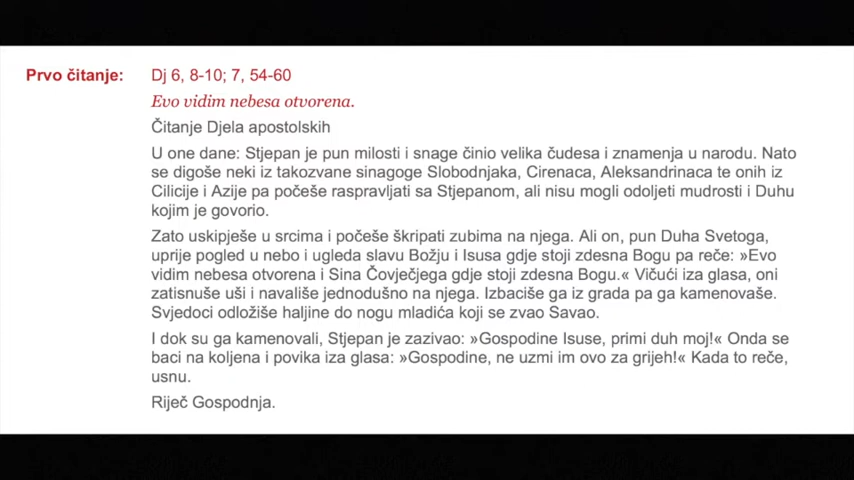 Prvo čitanje: Dj 6, 8-10; 7, 54-60
Evo vidim nebesa otvorena.
Čitanje Djela apostolskih
U one dane: Stjepan je pun milosti i snage činio velika čudesa i znamenja u narodu. Nato
se digoše neki iz takozvane sinagoge Slobodnjaka, Cirenaca, Aleksandrinaca te onih iz
Cilicije i Azije pa počeše raspravljati sa Stjepanom, ali nisu mogli odoljeti mudrosti i Duhu
kojim je govorio.
Zato uskipješe u srcima i počeše škripati zubima na njega. Ali on, pun Duha Svetoga,
uprije pogled u nebo i ugleda slavu Božju i Isusa gdje stoji zdesna Bogu pa reče: »Evo
vidim nebesa otvorena i Sina Čovječjega gdje stoji zdesna Bogu.« Vičući iza glasa, oni
zatisnuše uši i navališe jednodušno na njega. Izbaciše ga iz grada pa ga kamenovaše.
Svjedoci odložiše haljine do nogu mladića koji se zvao Savao.
I dok su ga kamenovali, Stjepan je zazivao: »Gospodine Isuse, primi duh moj!« Onda se
baci na koljena i povika iza glasa: »Gospodine, ne uzmi im ovo za grijeh!« Kada to reče,
usnu.
Riječ Gospodnja.